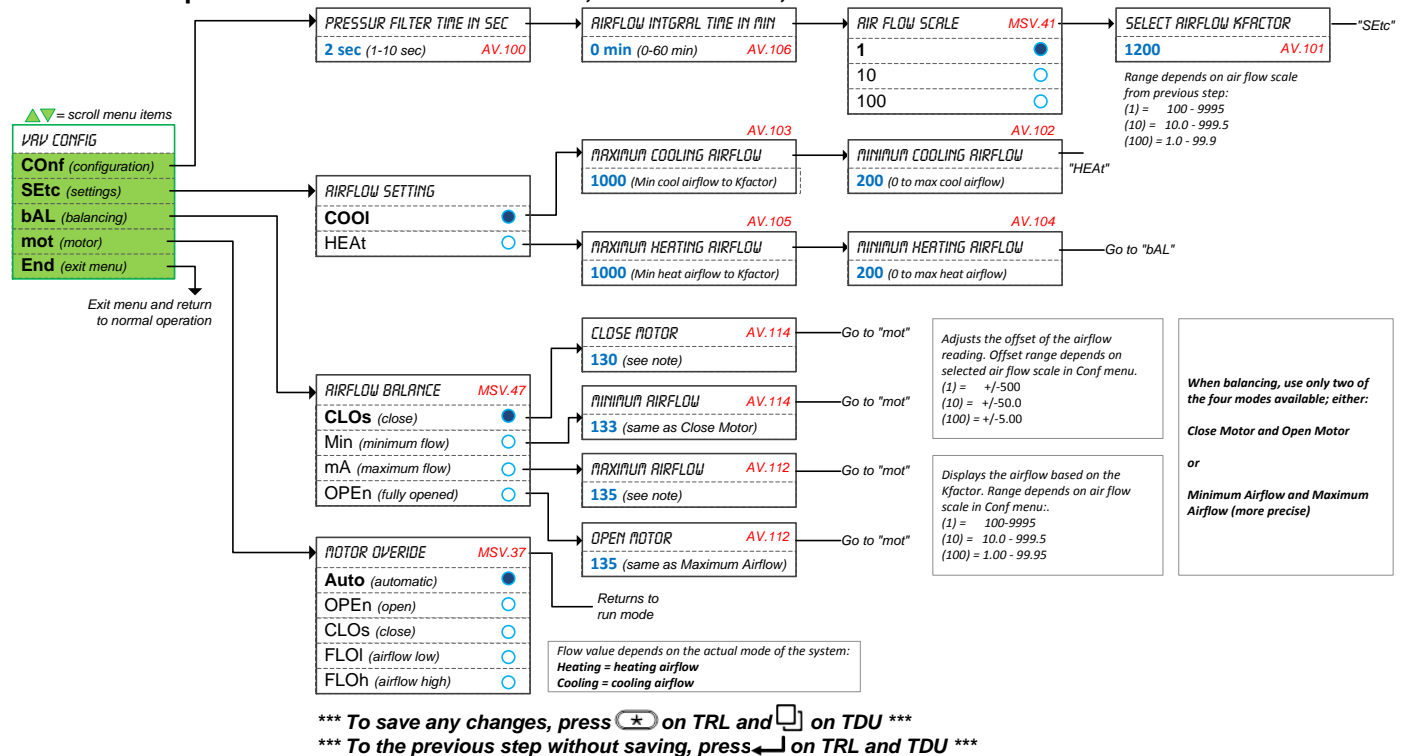 PRESSUR FILTER TIME IN SEC
2 sec (1-10 sec) AV.100
AIRFLOW INTGRAL TIME IN MIN
0 min (0-60 min) AV.106
AIR FLOW SCALE MSV.41
1
10
100
SELECT AIRFLOW KFACTOR
1200 AV.101
"SEtc"
Range depends on air flow scale
from previous step:
(1) = 100 - 9995
(10) = 10.0 - 999.5
(100) = 1.0 - 99.9
= scroll menu items
VAV CONFIG
COnf (configuration)
SEtc (settings)
bAL (balancing)
mot (motor)
End (exit menu)
Exit menu and return
to normal operation
AIRFLOW SETTING
COOl
HEAt
AV.103
MAXIMUM COOLING AIRFLOW
1000 (Min cool airflow to Kfactor)
AV.102
MINIMUM COOLING AIRFLOW
200 (0 to max cool airflow)
"HEAt"
AV.105
MAXIMUM HEATING AIRFLOW
1000 (Min heat airflow to Kfactor)
AV.104
MINIMUM HEATING AIRFLOW
200 (0 to max heat airflow)
Go to "bAL"
AIRFLOW BALANCE MSV.47
CLOs (close)
Min (minimum flow)
mA (maximum flow)
OPEn (fully opened)
CLOSE MOTOR AV.114
130 (see note)
Go to "mot"
MINIMUM AIRFLOW AV.114
133 (same as Close Motor)
Go to "mot"
MAXIMUM AIRFLOW AV.112
135 (see note)
Go to "mot"
OPEN MOTOR AV.112
135 (same as Maximum Airflow)
Go to "mot"
Adjusts the offset of the airflow
reading. Offset range depends on
selected air flow scale in Conf menu.
(1) = +/-500
(10) = +/-50.0
(100) = +/-5.00
Displays the airflow based on the
Kfactor. Range depends on air flow
scale in Conf menu:.
(1) = 100-9995
(10) = 10.0 - 999.5
(100) = 1.00 - 99.95
When balancing, use only two of
the four modes available; either:
Close Motor and Open Motor
or
Minimum Airflow and Maximum
Airflow (more precise)
MOTOR OVERIDE MSV.37
Auto (automatic)
OPEn (open)
CLOs (close)
FLOl (airflow low)
FLOh (airflow high)
Returns to
run mode
Flow value depends on the actual mode of the system:
Heating = heating airflow
Cooling = cooling airflow
*** To save any changes, press * on TRL and on TDU ***
*** To the previous step without saving, press on TRL and TDU ***